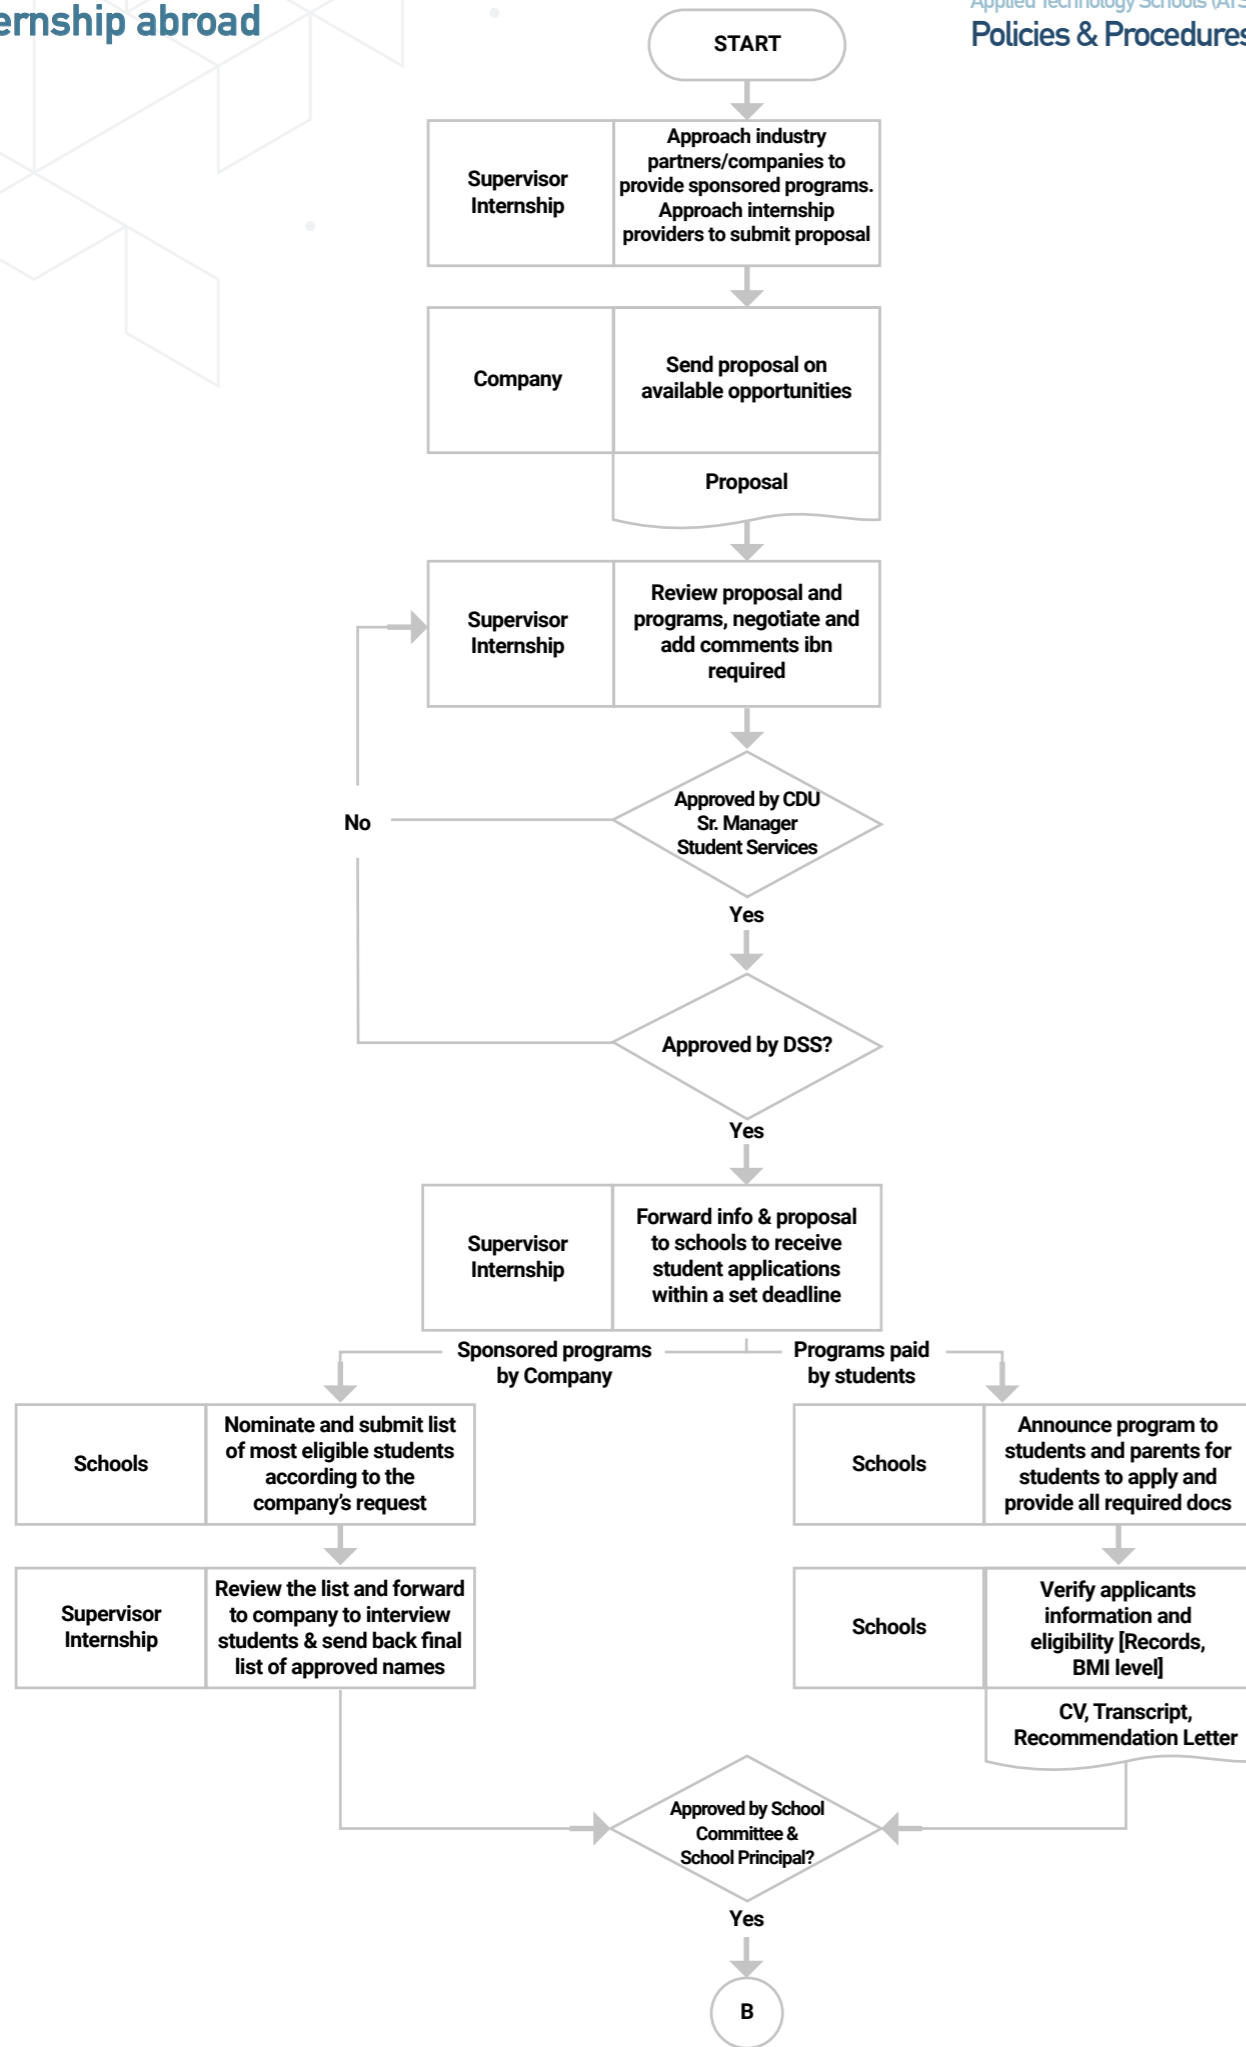 ernship abroad
Applied Technology Schools (ATS
Policies & Procedures
START
Supervisor
Internship
Approach industry
partners/companies to
provide sponsored programs.
Approach internship
providers to submit proposal
Company
Send proposal on
available opportunities
Proposal
Supervisor
Internship
Review proposal and
programs, negotiate and
add comments ibn
required
Approved by CDU
Sr. Manager
Student Services
No
Yes
Approved by DSS?
Yes
Supervisor
Internship
Forward info & proposal
to schools to receive
student applications
within a set deadline
Sponsored programs
by Company
Programs paid
by students
Schools
Nominate and submit list
of most eligible students
according to the
company’s request
Schools
Announce program to
students and parents for
students to apply and
provide all required docs
Supervisor
Internship
Review the list and forward
to company to interview
students & send back final
list of approved names
Schools
Verify applicants
information and
eligibility [Records,
BMI level]
CV, Transcript,
Recommendation Letter
Approved by School
Committee &
School Principal?
Yes
B